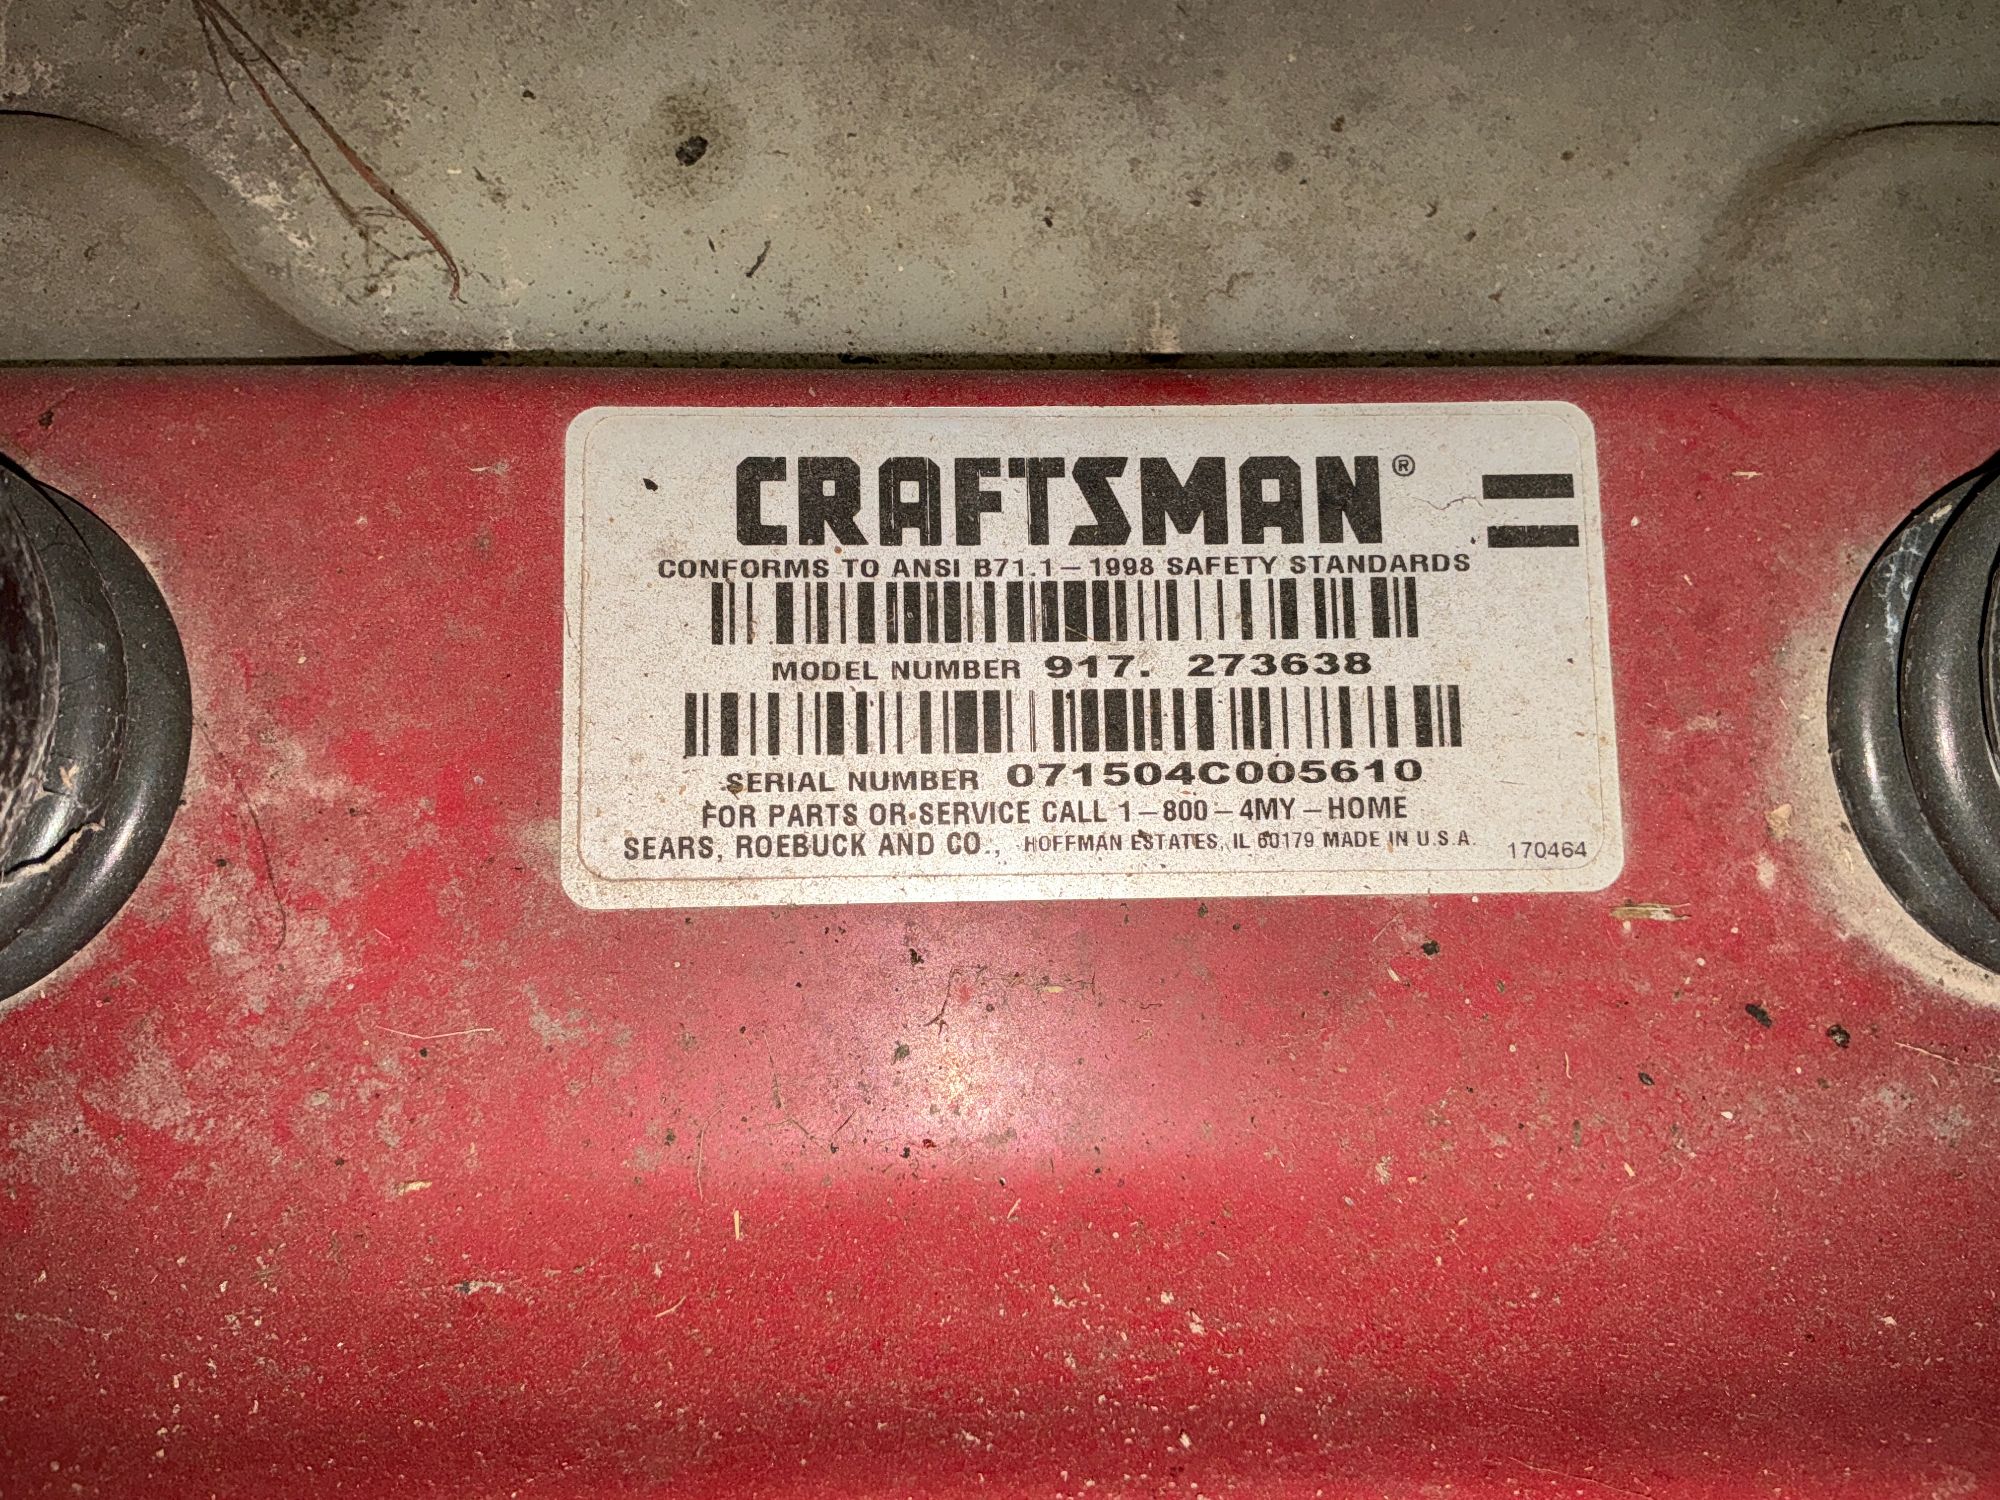 CRAFTSMAN®
CONFORMS TO ANSI B71.1-1998 SAFETY STANDARDS
MODEL NUMBER 917. 273638
SERIAL NUMBER 071504C005610
FOR PARTS OR SERVICE CALL 1-800-4MY-HOME
SEARS, ROEBUCK AND CO., HOFFMAN ESTATES, IL 60179 MADE IN U.S.A. 170464